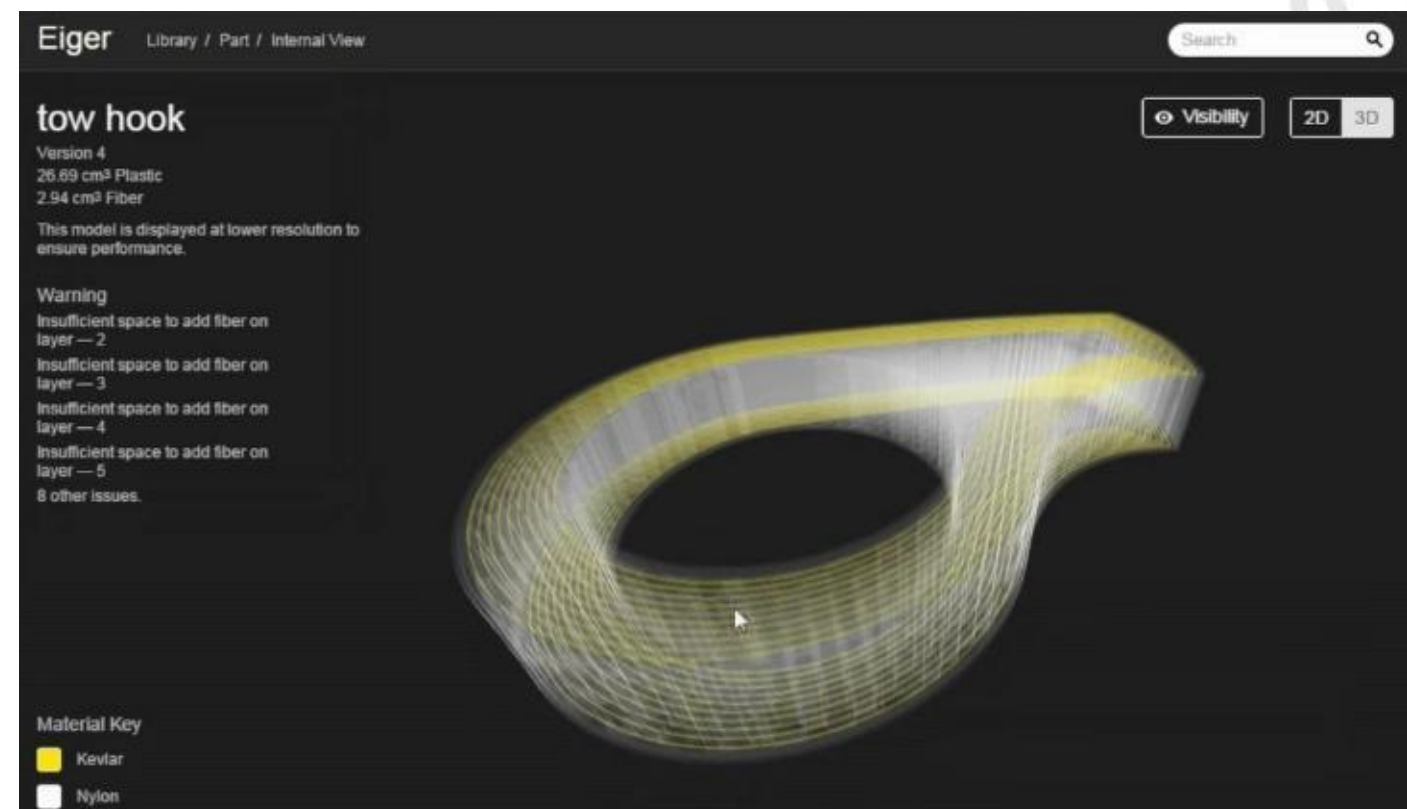 Eiger
Library / Part / Internal View
Search
tow hook
Visibility
2D
3D
Version 4
26.69 cm³ Plastic
2.94 cm³ Fiber
This model is displayed at lower resolution to
ensure performance.
Warning
Insufficient space to add fiber on
layer — 2
Insufficient space to add fiber on
layer — 3
Insufficient space to add fiber on
layer — 4
Insufficient space to add fiber on
layer — 5
8 other issues.
Material Key
Kevlar
Nylon